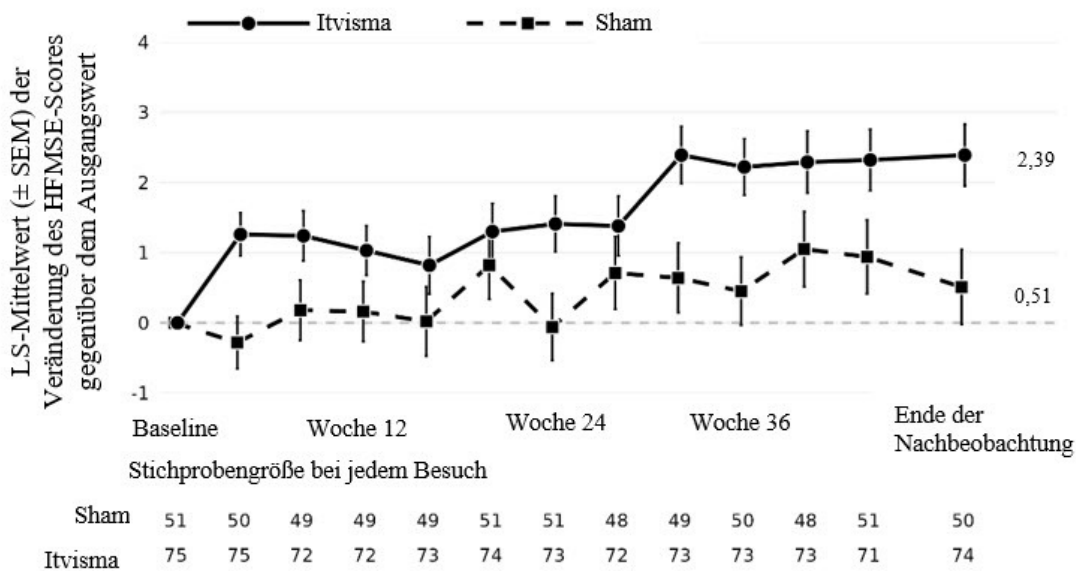 Itvisma
Sham
LS-Mittelwert (± SEM) der
Veränderung des HFMSE-Scores
gegenüber dem Ausgangswert
4
3
2
1
0
-1
2,39
0,51
Baseline
Woche 12
Woche 24
Woche 36
Ende der
Nachbeobachtung
Stichprobengröße bei jedem Besuch
Sham 51 50 49 49 49 51 51 48 49 50 48 51 50
Itvisma 75 75 72 72 73 74 73 72 73 73 73 71 74